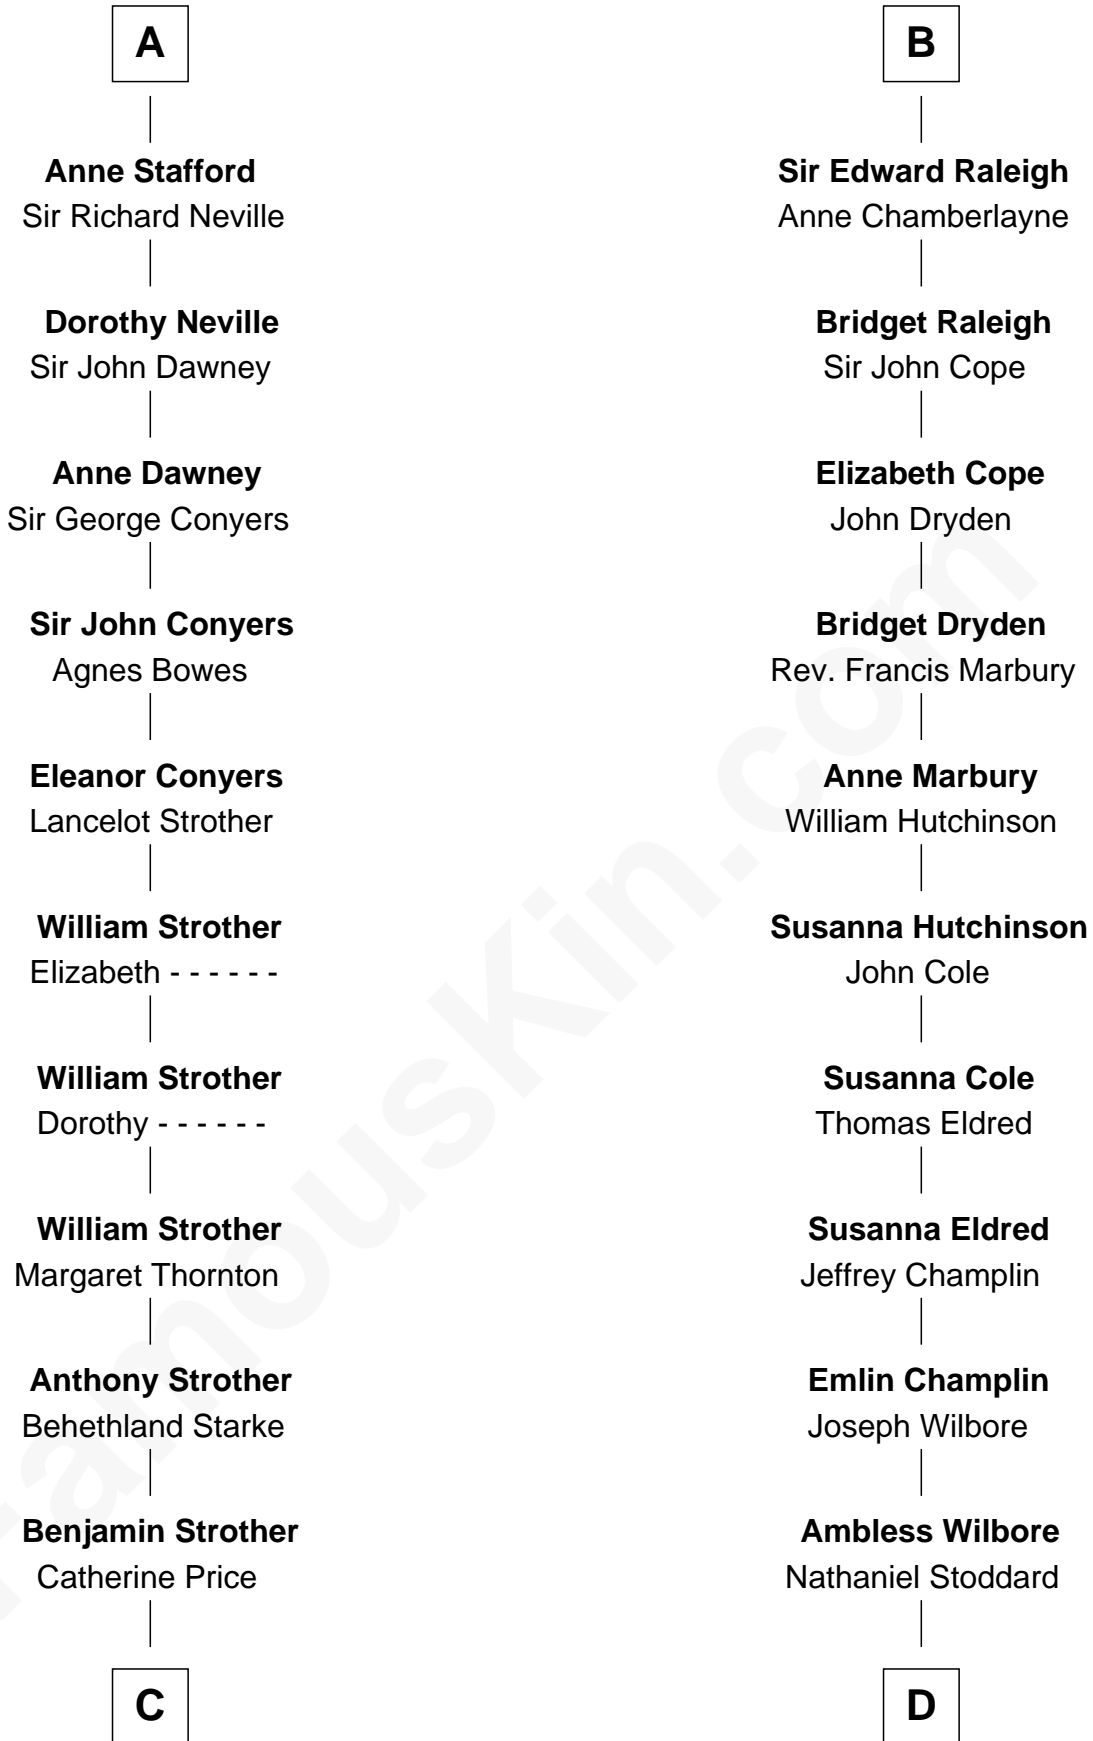 A
Anne Stafford
Sir Richard Neville
Dorothy Neville
Sir John Dawney
Anne Dawney
Sir George Conyers
Sir John Conyers
Agnes Bowes
Eleanor Conyers
Lancelot Strother
William Strother
Elizabeth - - - - - -
William Strother
Dorothy - - - - - -
William Strother
Margaret Thornton
Anthony Strother
Behethland Starke
Benjamin Strother
Catherine Price
C
B
Sir Edward Raleigh
Anne Chamberlayne
Bridget Raleigh
Sir John Cope
Elizabeth Cope
John Dryden
Bridget Dryden
Rev. Francis Marbury
Anne Marbury
William Hutchinson
Susanna Hutchinson
John Cole
Susanna Cole
Thomas Eldred
Susanna Eldred
Jeffrey Champlin
Emlin Champlin
Joseph Wilbore
Ambless Wilbore
Nathaniel Stoddard
D
FamousKin.com